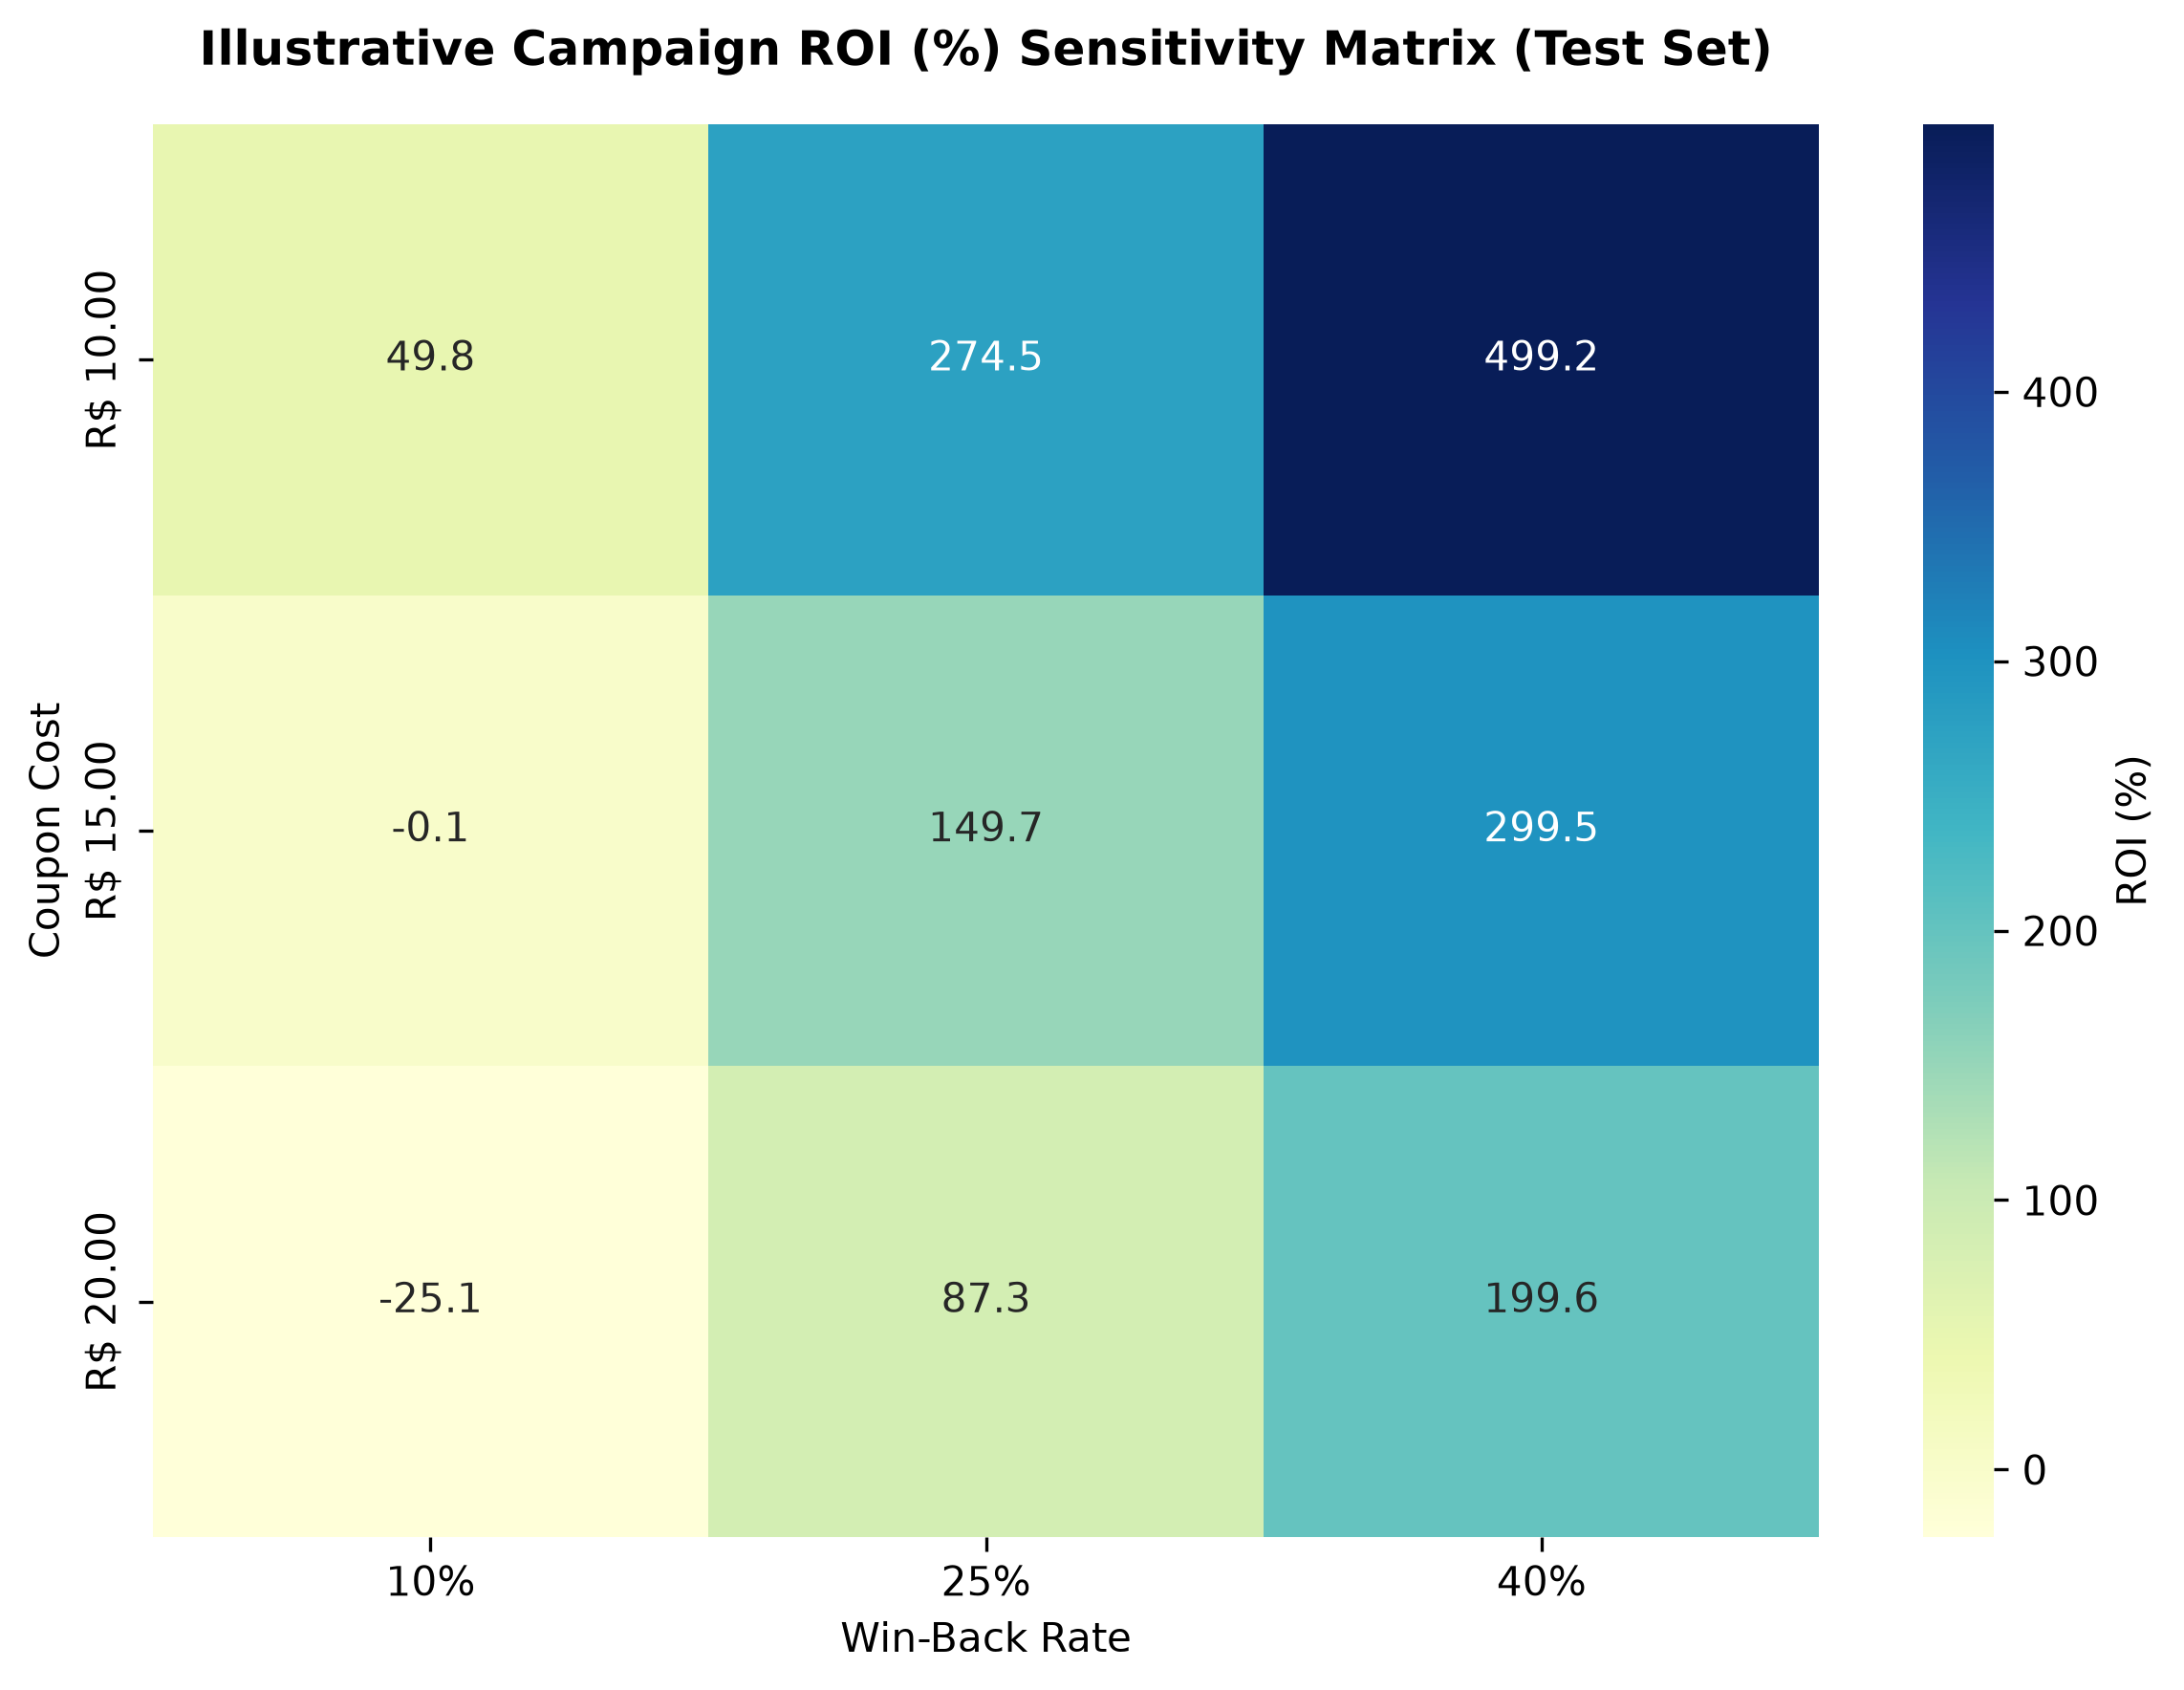 Illustrative Campaign ROI (%) Sensitivity Matrix (Test Set)
Coupon Cost
R$ 10.00
49.8
274.5
499.2
R$ 15.00
-0.1
149.7
299.5
R$ 20.00
-25.1
87.3
199.6
10%
25%
40%
Win-Back Rate
400
300
200
100
0
ROI (%)